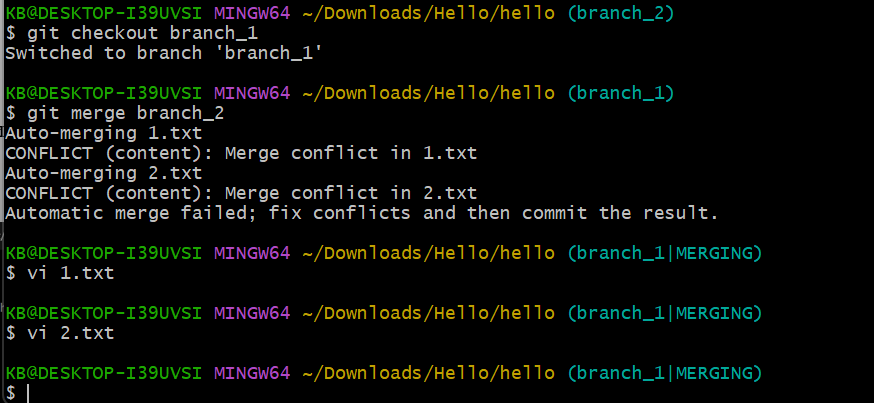 KB@DESKTOP-I39UVSI MINGW64 ~/Downloads/Hello/hello (branch_2)
$ git checkout branch_1
Switched to branch 'branch_1'
KB@DESKTOP-I39UVSI MINGW64 ~/Downloads/Hello/hello (branch_1)
$ git merge branch_2
Auto-merging 1.txt
CONFLICT (content): Merge conflict in 1.txt
Auto-merging 2.txt
CONFLICT (content): Merge conflict in 2.txt
Automatic merge failed; fix conflicts and then commit the result.
KB@DESKTOP-I39UVSI MINGW64 ~/Downloads/Hello/hello (branch_1|MERGING)
$ vi 1.txt
KB@DESKTOP-I39UVSI MINGW64 ~/Downloads/Hello/hello (branch_1|MERGING)
$ vi 2.txt
KB@DESKTOP-I39UVSI MINGW64 ~/Downloads/Hello/hello (branch_1|MERGING)
$